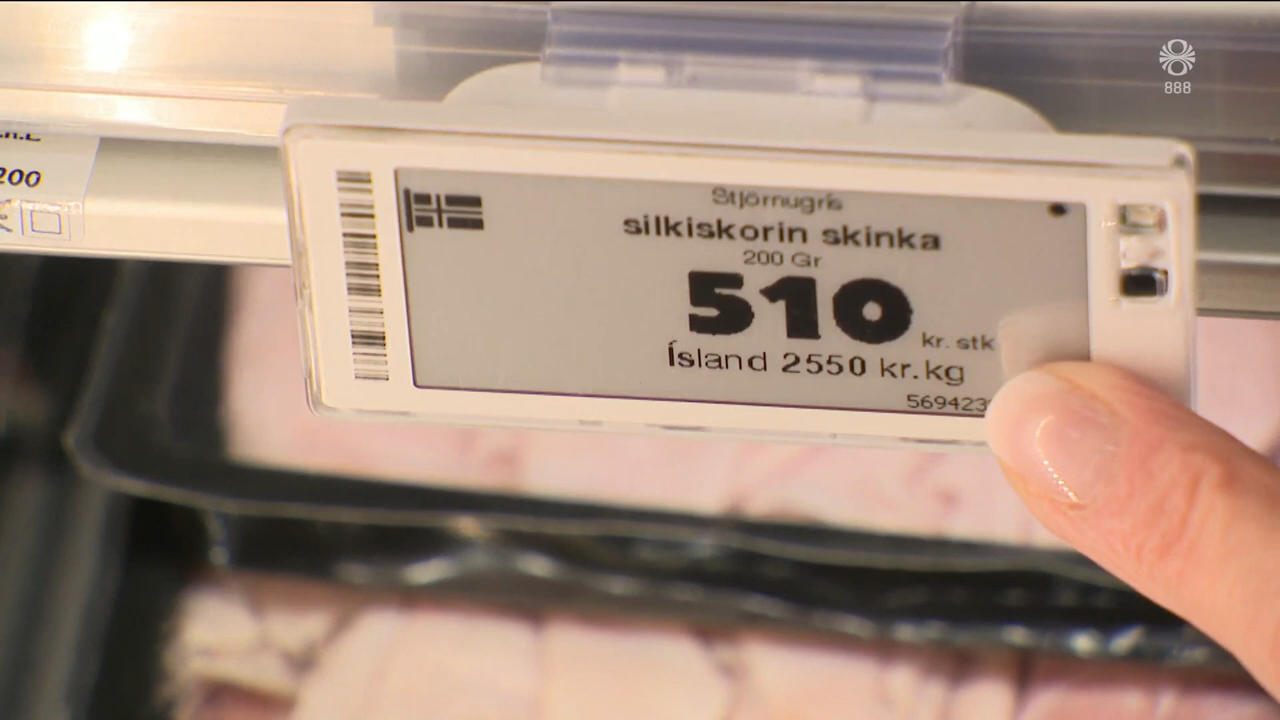 888
200
Stjörnugrís
silkiskorin skinka
200 Gr
510 kr. stk
Ísland 2550 kr.kg
569423